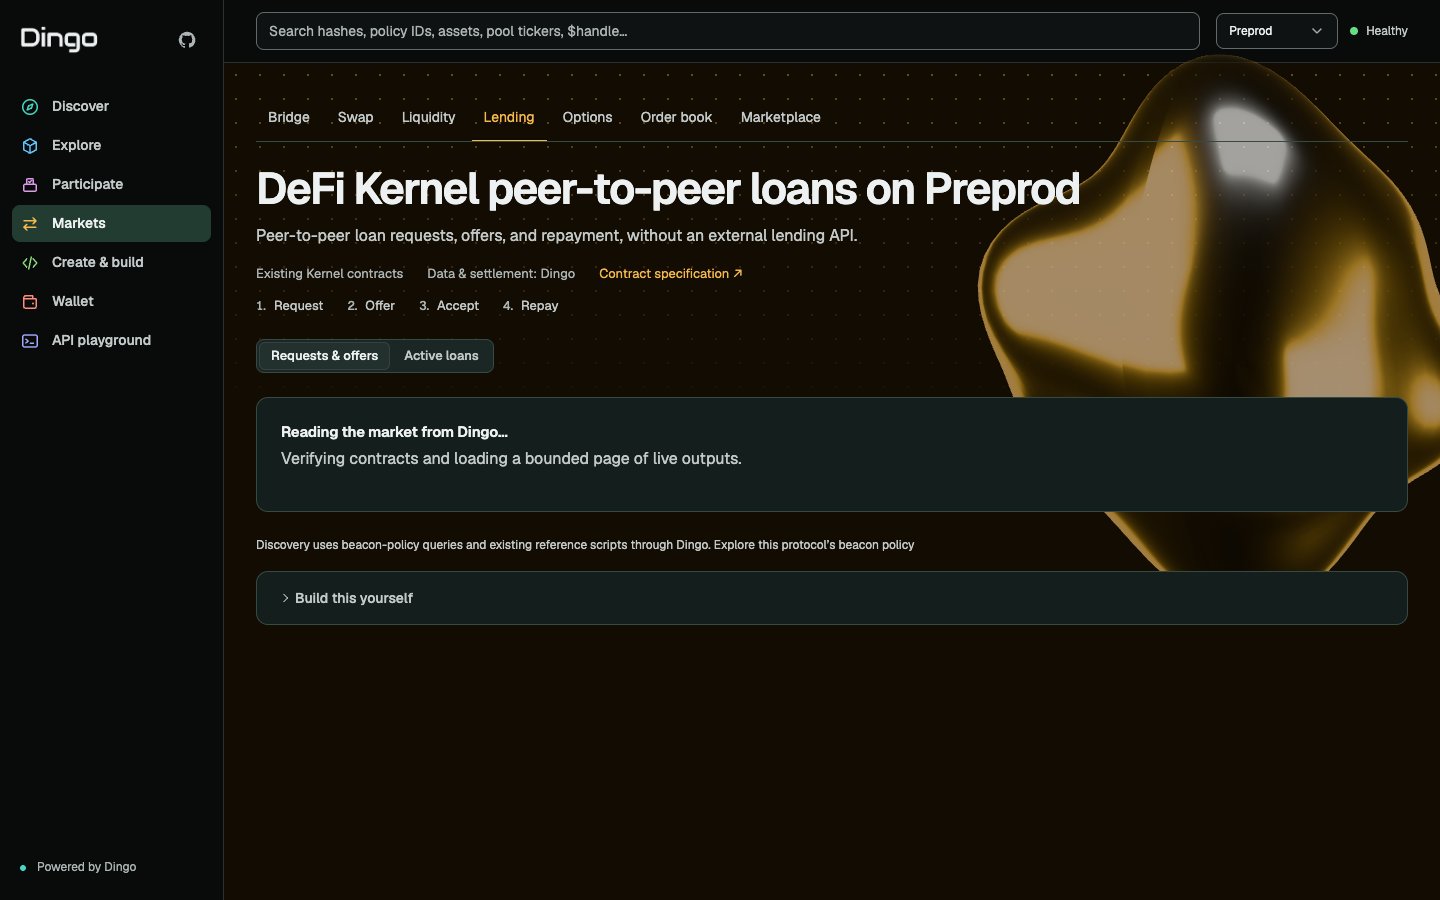 Dingo
Search hashes, policy IDs, assets, pool tickers, $handle...
Preprod
Healthy
Discover
Explore
Participate
Markets
Create & build
Wallet
API playground
Bridge Swap Liquidity Lending Options Order book Marketplace
DeFi Kernel peer-to-peer loans on Preprod
Peer-to-peer loan requests, offers, and repayment, without an external lending API.
Existing Kernel contracts Data & settlement: Dingo Contract specification ↗
1. Request 2. Offer 3. Accept 4. Repay
Requests & offers Active loans
Reading the market from Dingo...
Verifying contracts and loading a bounded page of live outputs.
Discovery uses beacon-policy queries and existing reference scripts through Dingo. Explore this protocol's beacon policy
Build this yourself
Powered by Dingo